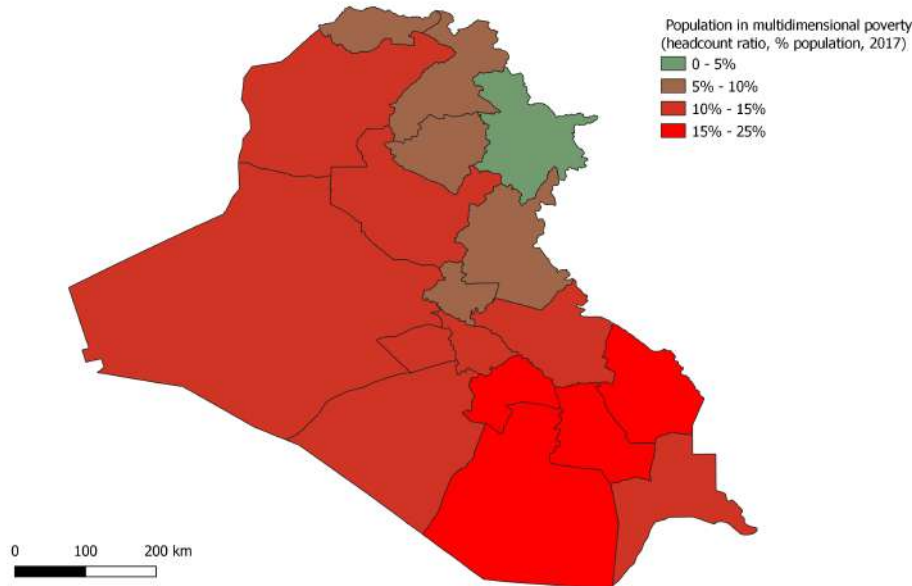 Population in multidimensional poverty
(headcount ratio, % population, 2017)
0 - 5%
5% - 10%
10% - 15%
15% - 25%
0 100 200 km